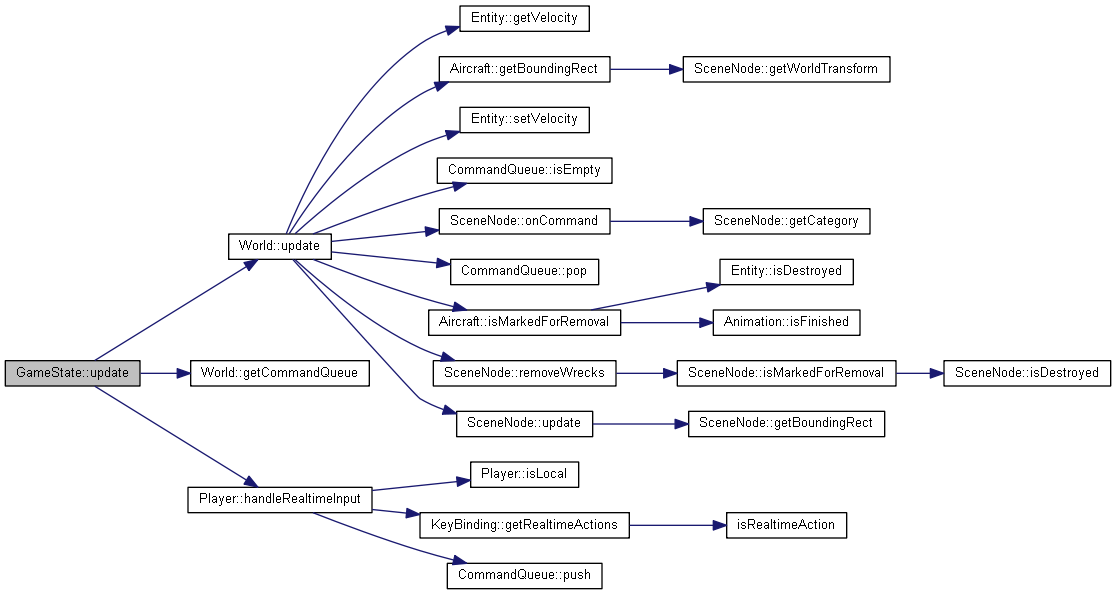 Entity::getVelocity
Aircraft::getBoundingRect
SceneNode::getWorldTransform
Entity::setVelocity
CommandQueue::isEmpty
SceneNode::onCommand
SceneNode::getCategory
World::update
CommandQueue::pop
Entity::isDestroyed
Aircraft::isMarkedForRemoval
Animation::isFinished
GameState::update
World::getCommandQueue
SceneNode::removeWrecks
SceneNode::isMarkedForRemoval
SceneNode::isDestroyed
SceneNode::update
SceneNode::getBoundingRect
Player::isLocal
Player::handleRealtimeInput
KeyBinding::getRealtimeActions
isRealtimeAction
CommandQueue::push